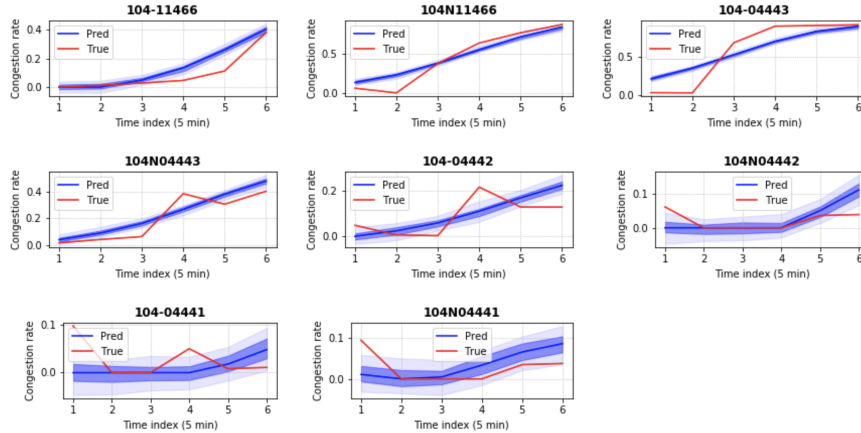 104-11466
104N11466
104-04443
Congestion rate
0.4
0.2
0.0
Pred
True
1 2 3 4 5 6
Time index (5 min)
Congestion rate
0.5
0.0
Pred
True
1 2 3 4 5 6
Time index (5 min)
Congestion rate
0.5
0.0
Pred
True
1 2 3 4 5 6
Time index (5 min)
104N04443
104-04442
104N04442
Congestion rate
0.4
0.2
0.0
Pred
True
1 2 3 4 5 6
Time index (5 min)
Congestion rate
0.2
0.0
Pred
True
1 2 3 4 5 6
Time index (5 min)
Congestion rate
0.1
0.0
Pred
True
1 2 3 4 5 6
Time index (5 min)
104-04441
104N04441
Congestion rate
0.1
0.0
Pred
True
1 2 3 4 5 6
Time index (5 min)
Congestion rate
0.1
0.0
Pred
True
1 2 3 4 5 6
Time index (5 min)